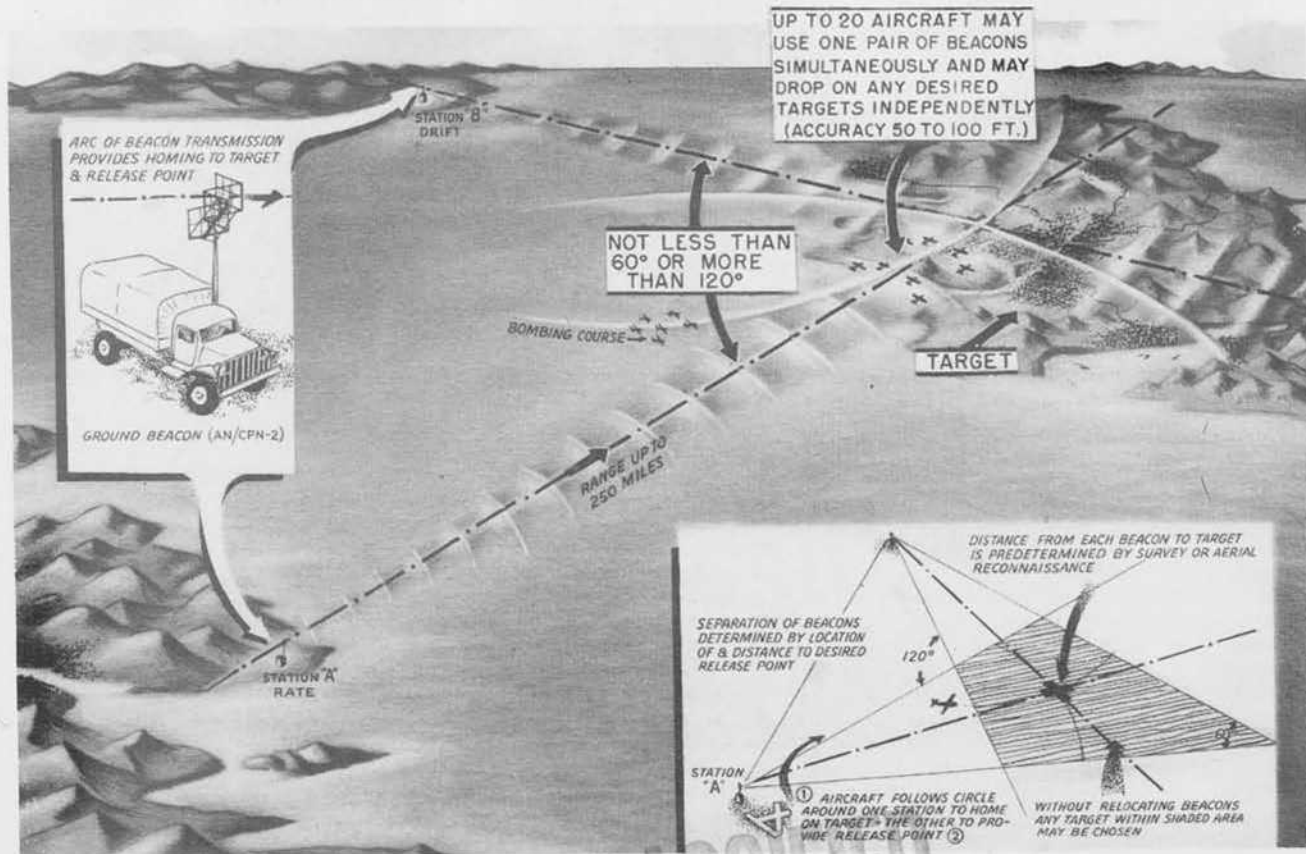 UP TO 20 AIRCRAFT MAY
USE ONE PAIR OF BEACONS
SIMULTANEOUSLY AND MAY
DROP ON ANY DESIRED
TARGETS INDEPENDENTLY
(ACCURACY 50 TO 100 FT.)
STATION "B"
DRIFT
ARC OF BEACON TRANSMISSION
PROVIDES HOMING TO TARGET
& RELEASE POINT
GROUND BEACON (AN/CPN-2)
NOT LESS THAN
60° OR MORE
THAN 120°
BOMBING COURSE
TARGET
RANGE UP TO
250 MILES
STATION "A"
RATE
DISTANCE FROM EACH BEACON TO TARGET
IS PREDETERMINED BY SURVEY OR AERIAL
RECONNAISSANCE
SEPARATION OF BEACONS
DETERMINED BY LOCATION
OF & DISTANCE TO DESIRED
RELEASE POINT
120°
60°
STATION
"A"
① AIRCRAFT FOLLOWS CIRCLE
AROUND ONE STATION TO HOME
ON TARGET - THE OTHER TO PRO-
VIDE RELEASE POINT ②
WITHOUT RELOCATING BEACONS
ANY TARGET WITHIN SHADED AREA
MAY BE CHOSEN